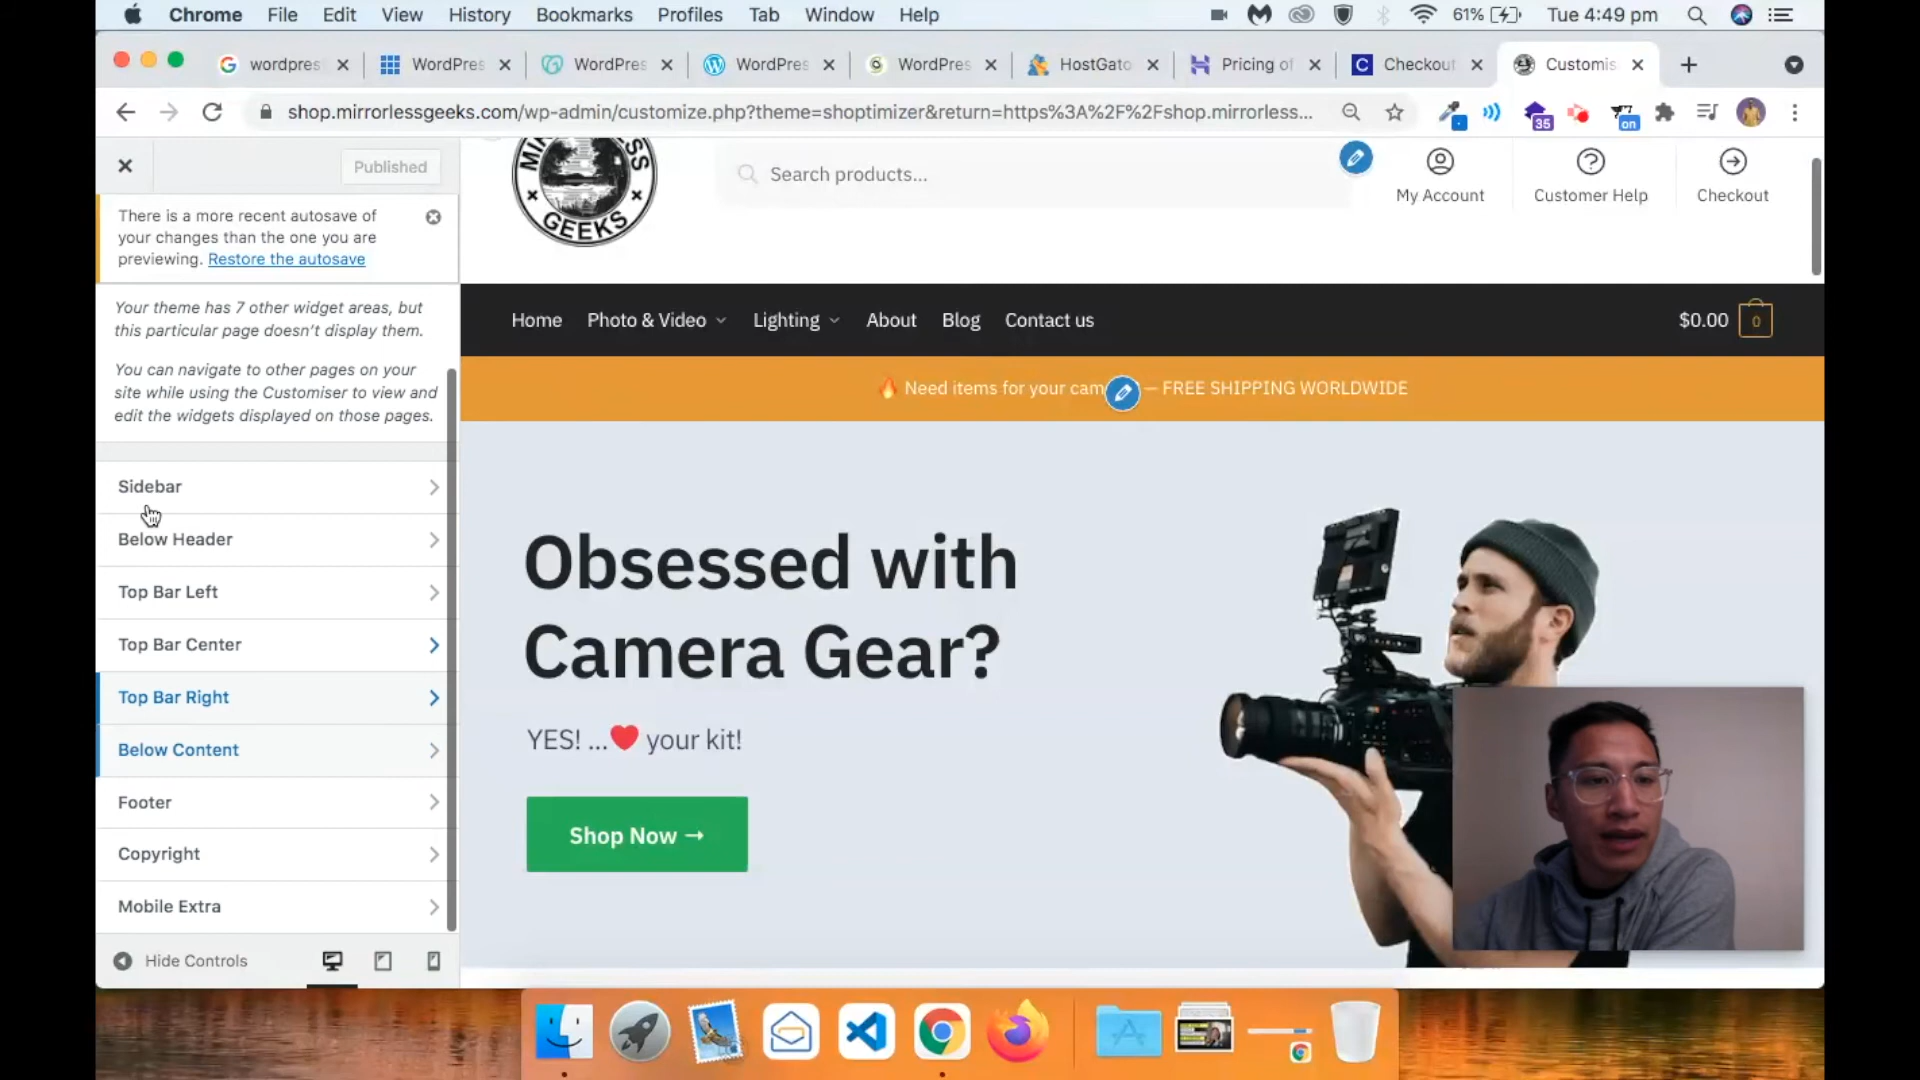 Chrome File Edit View History Bookmarks Profiles Tab Window Help 61% Tue 4:49 pm
wordpres WordPres WordPres WordPres WordPres HostGato Pricing of Checkout Customis
shop.mirrorlessgeeks.com/wp-admin/customize.php?theme=shoptimizer&return=https%3A%2F%2Fshop.mirrorless... 35 on
Published
There is a more recent autosave of
your changes than the one you are
previewing. Restore the autosave
Your theme has 7 other widget areas, but
this particular page doesn't display them.
You can navigate to other pages on your
site while using the Customiser to view and
edit the widgets displayed on those pages.
Sidebar
Below Header
Top Bar Left
Top Bar Center
Top Bar Right
Below Content
Footer
Copyright
Mobile Extra
Hide Controls
GEEKS
Search products...
My Account
Customer Help
Checkout
Home Photo & Video Lighting About Blog Contact us $0.00 0
🔥 Need items for your cam — FREE SHIPPING WORLDWIDE
Obsessed with
Camera Gear?
YES! ...❤ your kit!
Shop Now →